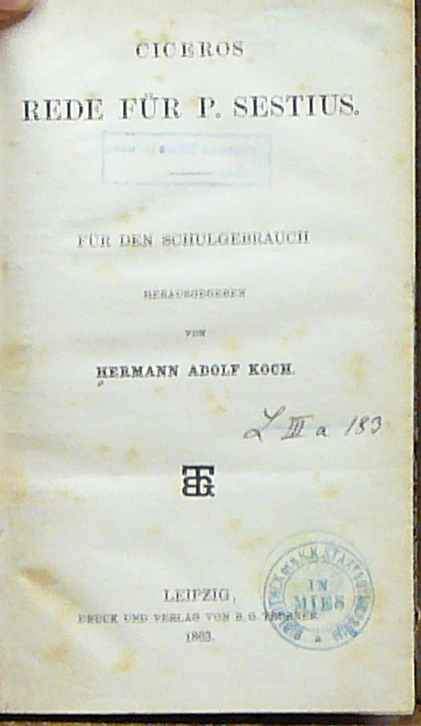 CICEROS
REDE FÜR P. SESTIUS.
FÜR DEN SCHULGEBRAUCH
HERAUSGEGEBEN
VON
HERMANN ADOLF KOCH.
L III a 183
BTG
LEIPZIG,
DRUCK UND VERLAG VON B. G. TEUBNER.
1863.
IN
MIES